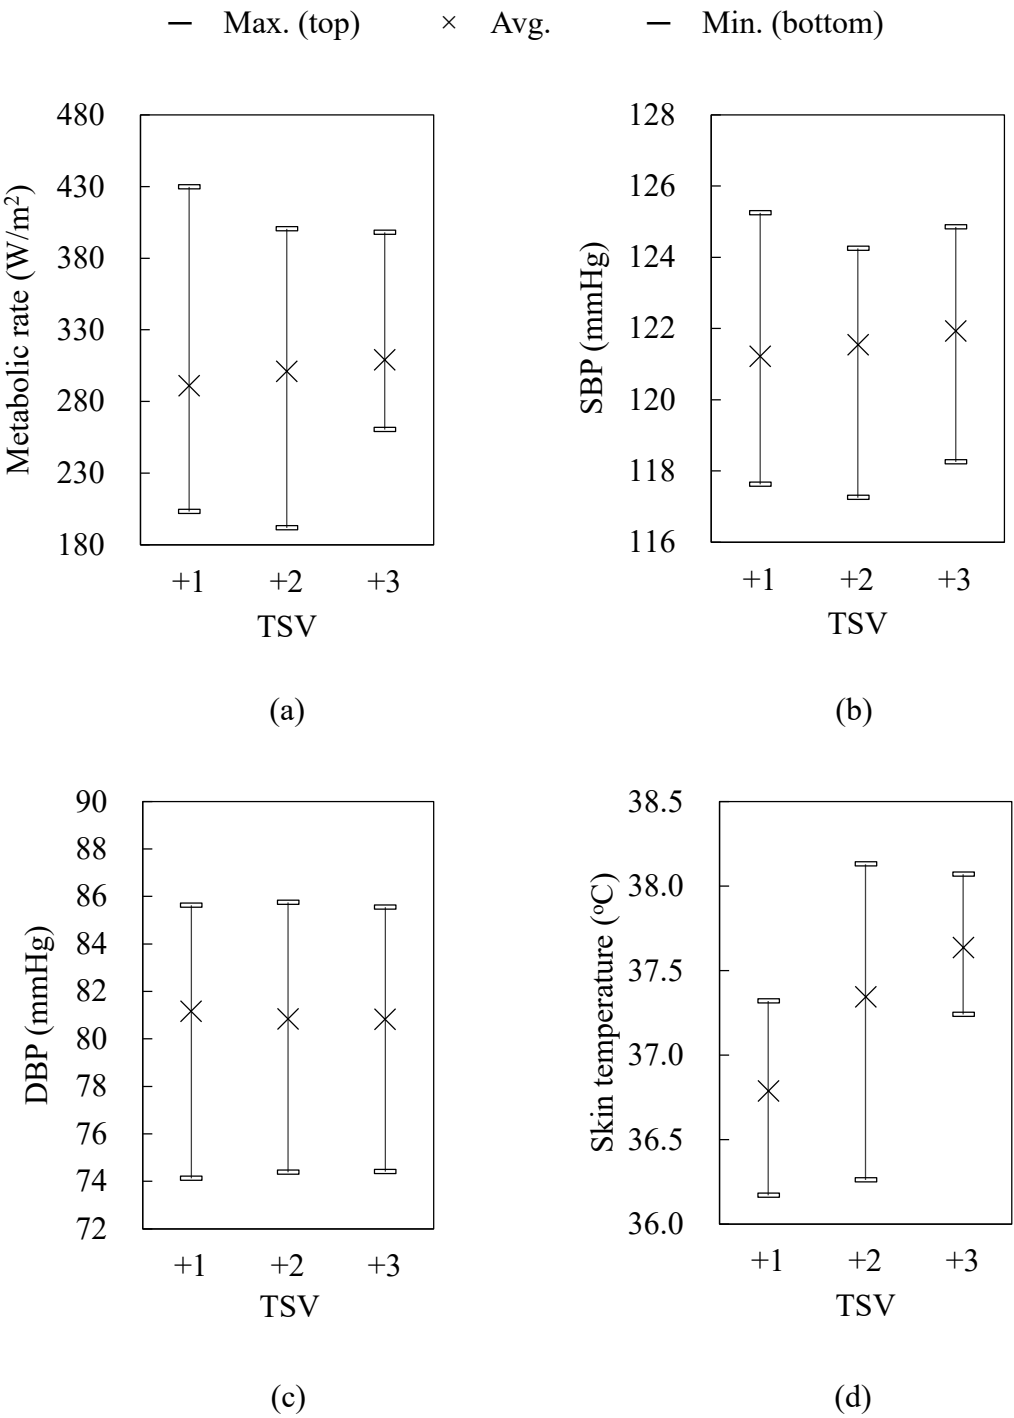 Max. (top) Avg. Min. (bottom)
480
430
380
330
280
230
180
Metabolic rate (W/m²)
+1 +2 +3
TSV
(a)
128
126
124
122
120
118
116
SBP (mmHg)
+1 +2 +3
TSV
(b)
90
88
86
84
82
80
78
76
74
72
DBP (mmHg)
+1 +2 +3
TSV
(c)
38.5
38.0
37.5
37.0
36.5
36.0
Skin temperature (°C)
+1 +2 +3
TSV
(d)